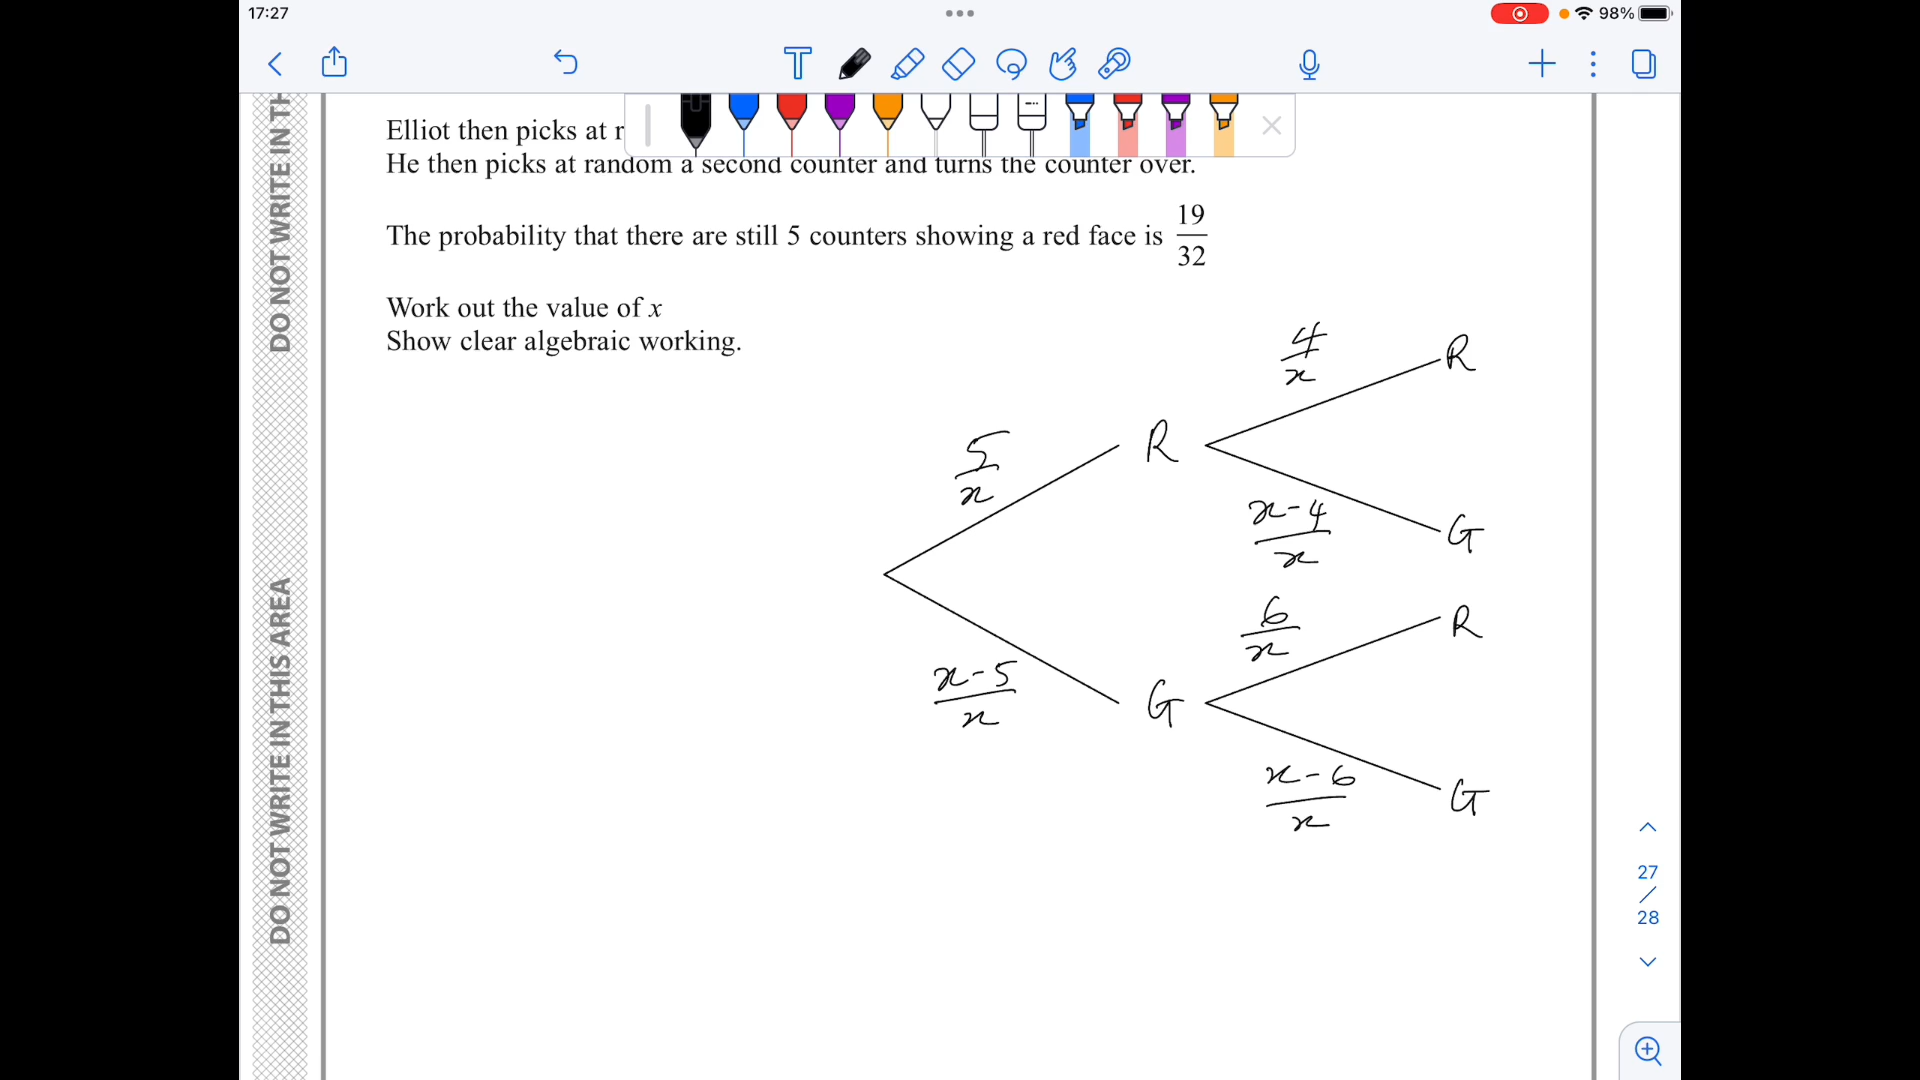 17:27
98%
DO NOT WRITE IN TH
Elliot then picks at r
He then picks at random a second counter and turns the counter over.
The probability that there are still 5 counters showing a red face is 19/32
Work out the value of x
Show clear algebraic working.
4/x
R
5/x
R
x-4/x
G
6/x
R
x-5/x
G
x-6/x
G
DO NOT WRITE IN THIS AREA
27
/
28